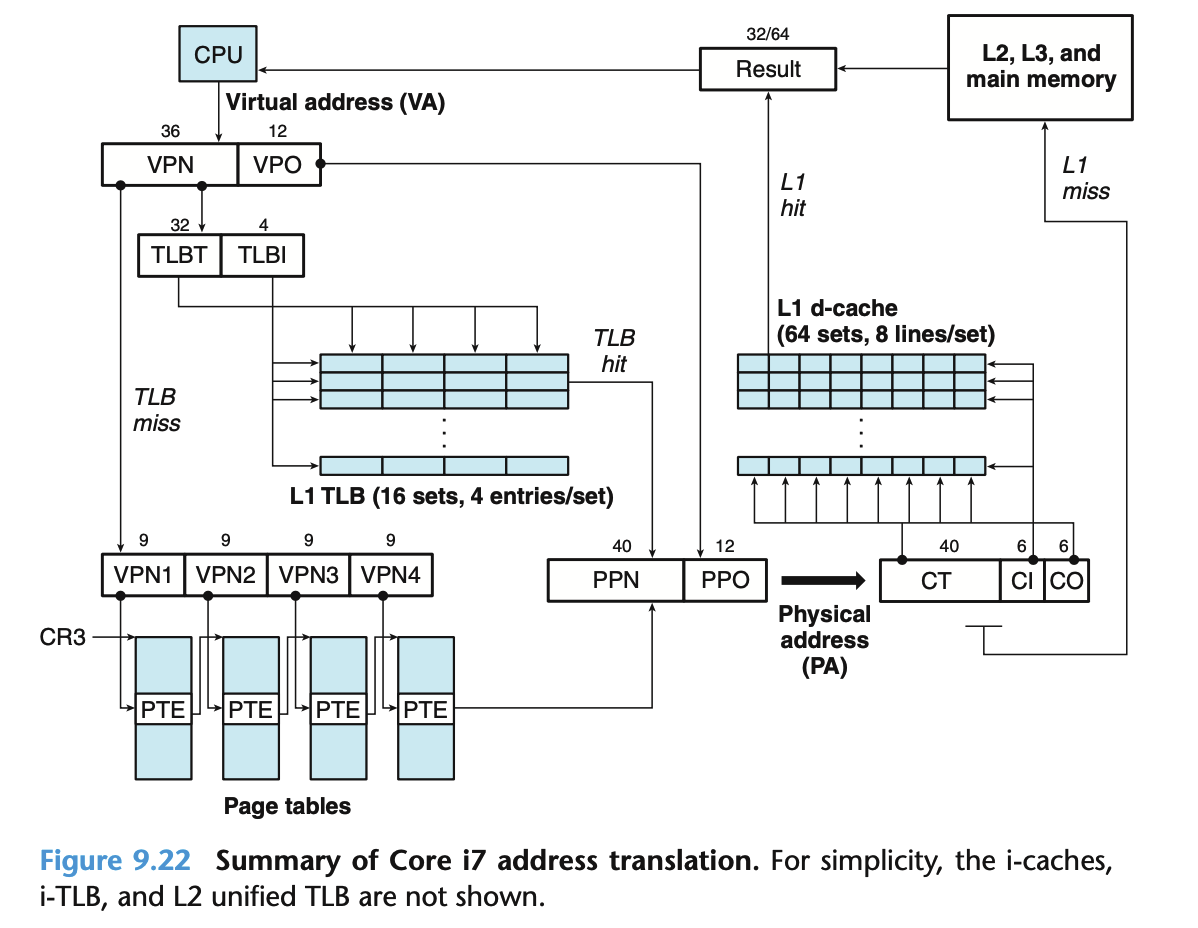 CPU
32/64
Result
L2, L3, and
main memory
Virtual address (VA)
36
12
VPN
VPO
L1
hit
L1
miss
32
4
TLBT
TLBI
TLB
hit
L1 d-cache
(64 sets, 8 lines/set)
TLB
miss
L1 TLB (16 sets, 4 entries/set)
9
9
9
9
VPN1
VPN2
VPN3
VPN4
40
12
PPN
PPO
40
6
6
CT
CI
CO
Physical
address
(PA)
CR3
PTE
PTE
PTE
PTE
Page tables
Figure 9.22 Summary of Core i7 address translation. For simplicity, the i-caches,
i-TLB, and L2 unified TLB are not shown.